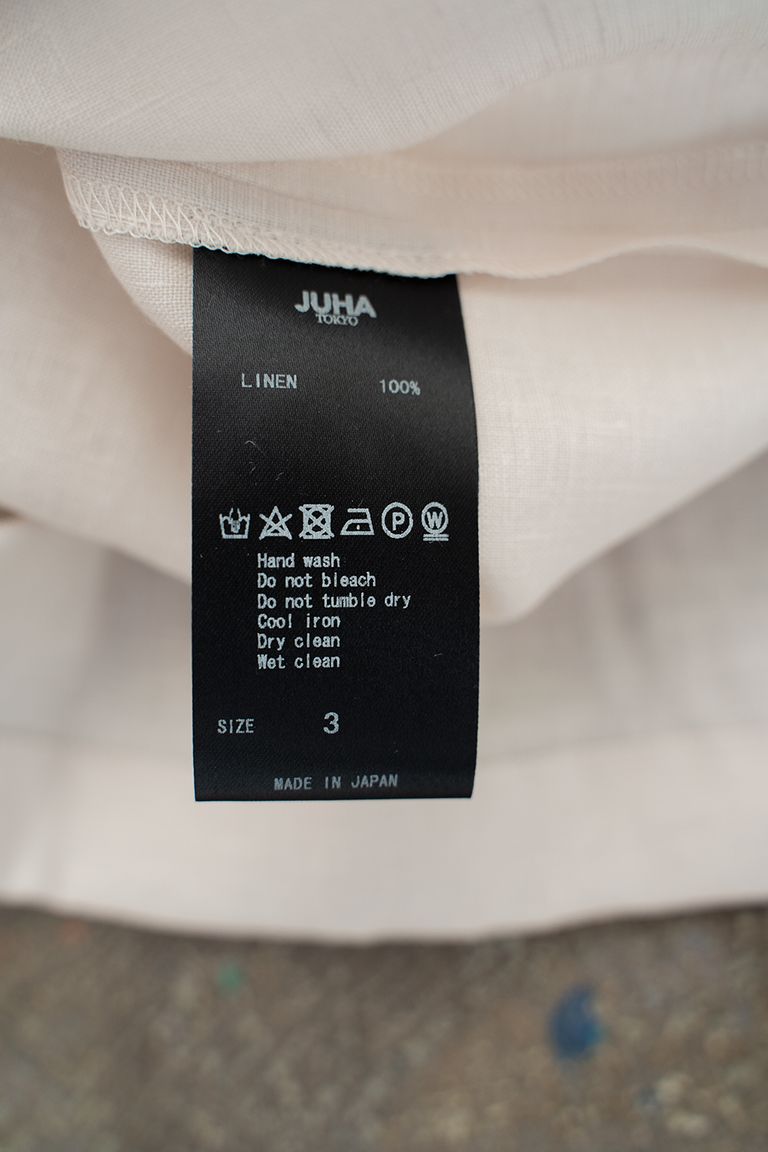 JUHA
TOKYO
LINEN 100%
P W
Hand wash
Do not bleach
Do not tumble dry
Cool iron
Dry clean
Wet clean
SIZE 3
MADE IN JAPAN